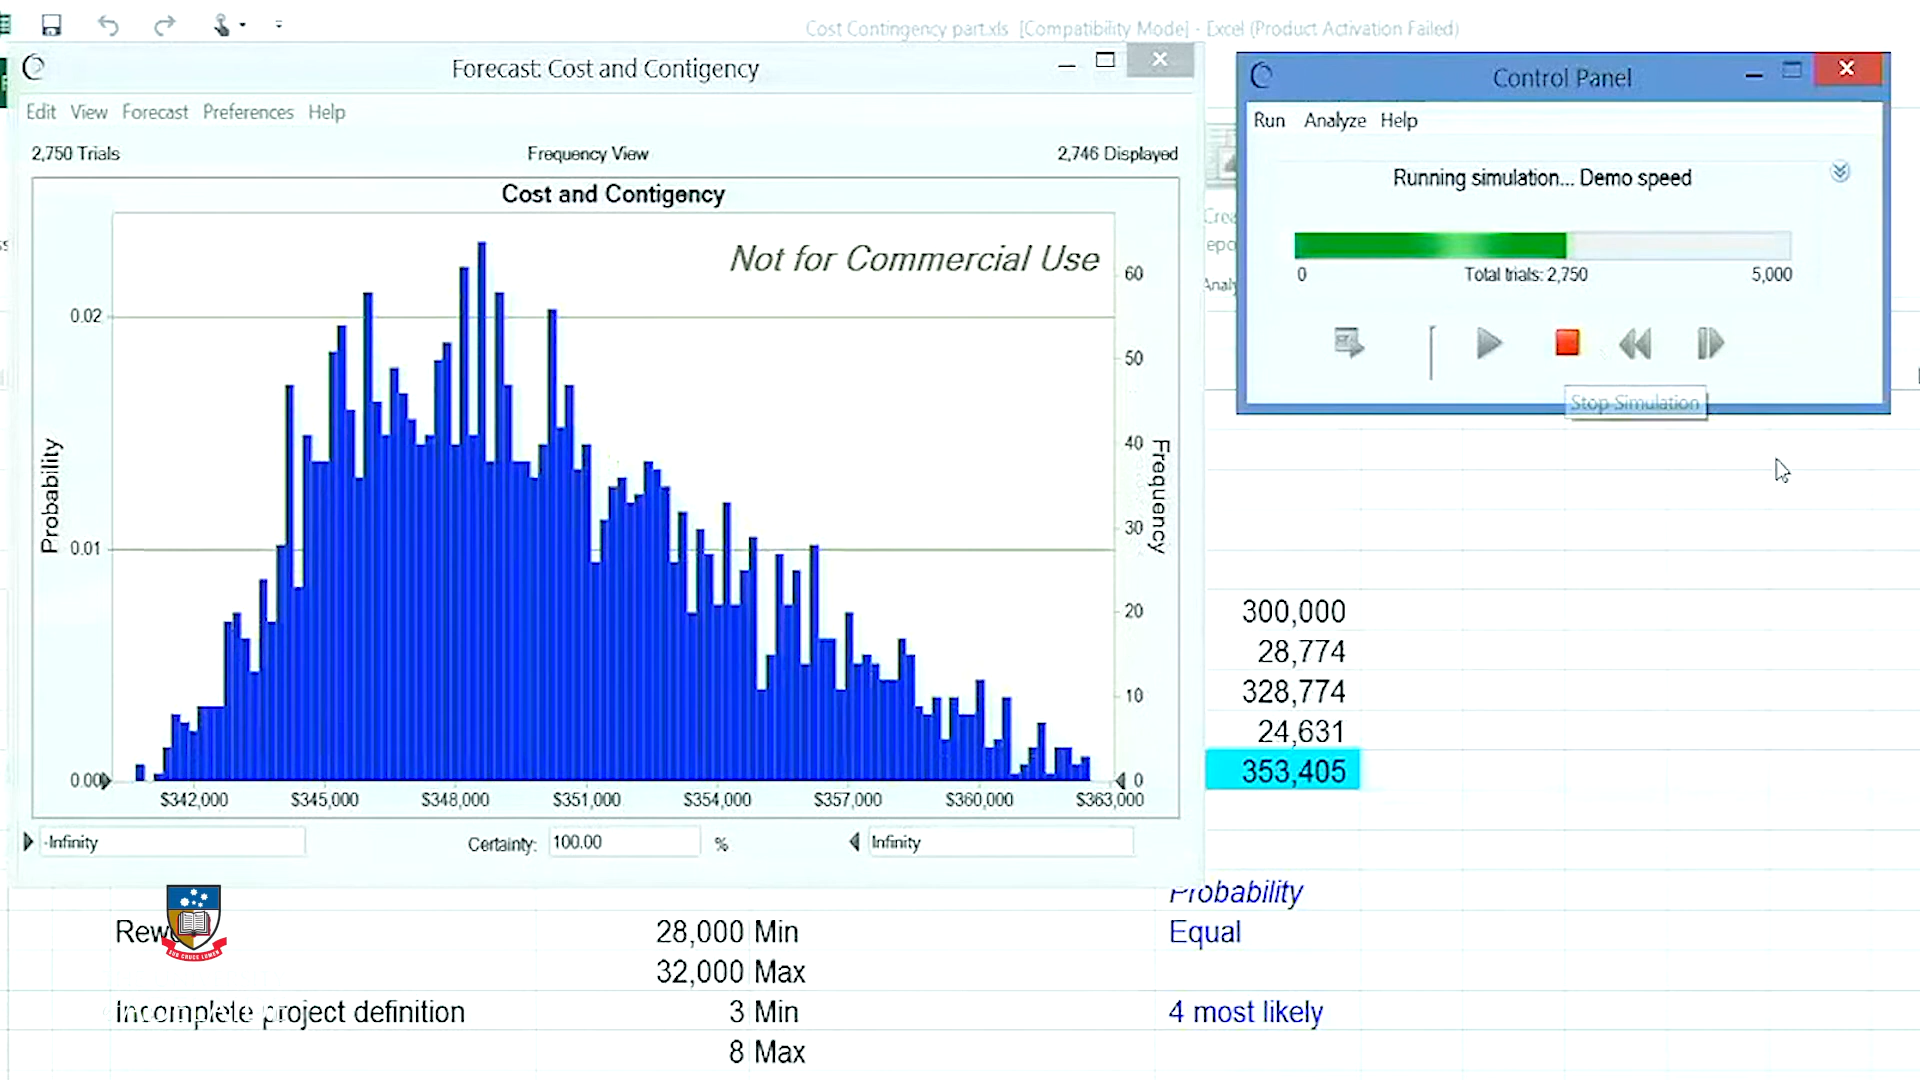 Cost Contingency part.xls [Compatibility Mode] - Excel (Product Activation Failed)
Forecast: Cost and Contigency
Edit View Forecast Preferences Help
2,750 Trials Frequency View 2,746 Displayed
Cost and Contigency
Not for Commercial Use
Probability
0.02
0.01
0.00
Frequency
60
50
40
30
20
10
0
$342,000 $345,000 $348,000 $351,000 $354,000 $357,000 $360,000 $363,000
-Infinity Certainty: 100.00 % Infinity
Control Panel
Run Analyze Help
Running simulation... Demo speed
0 Total trials: 2,750 5,000
Stop Simulation
300,000
28,774
328,774
24,631
353,405
Probability
28,000 Min Equal
32,000 Max
Incomplete project definition 3 Min 4 most likely
8 Max
SUB CRUCE LUMEN